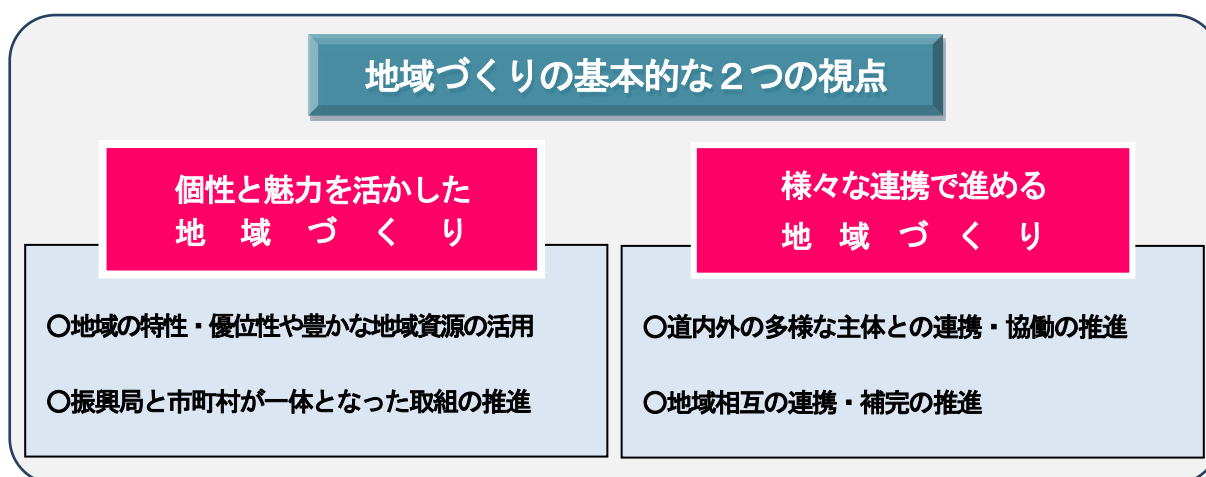 地域づくりの基本的な２つの視点
個性と魅力を活かした
地域づくり
〇地域の特性・優位性や豊かな地域資源の活用
〇振興局と市町村が一体となった取組の推進
様々な連携で進める
地域づくり
〇道内外の多様な主体との連携・協働の推進
〇地域相互の連携・補完の推進